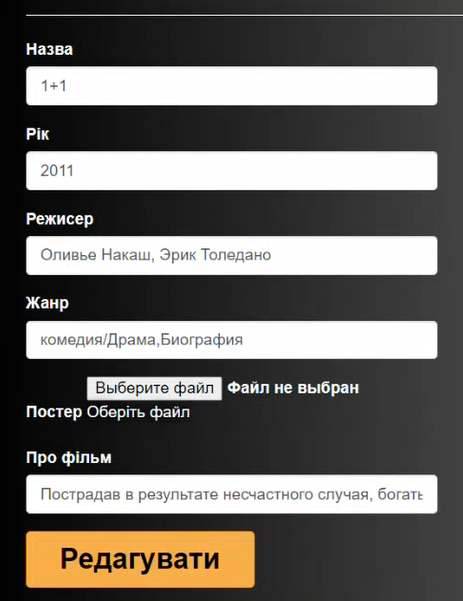 Назва
1+1
Рік
2011
Режисер
Оливье Накаш, Эрик Толедано
Жанр
комедия/Драма,Биография
Выберите файл Файл не выбран
Постер Оберіть файл
Про фільм
Пострадав в результате несчастного случая, богать
Редагувати